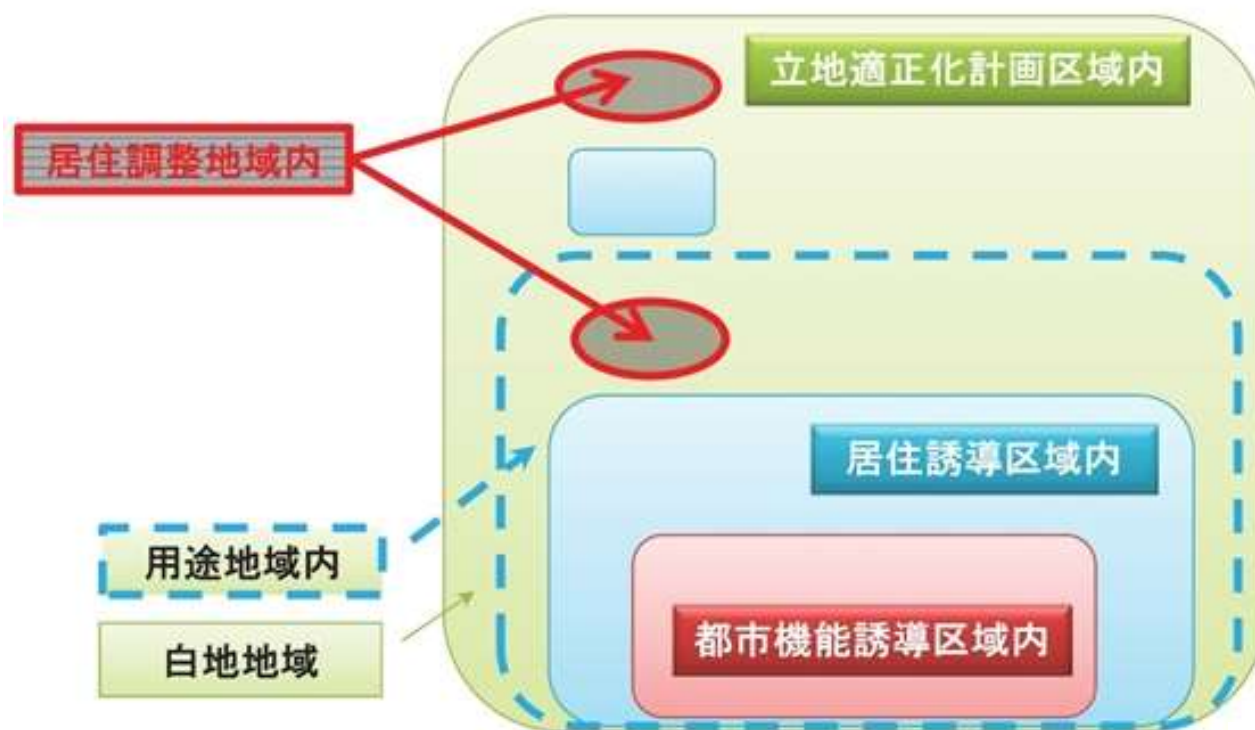 立地適正化計画区域内
居住調整地域内
居住誘導区域内
用途地域内
都市機能誘導区域内
白地地域